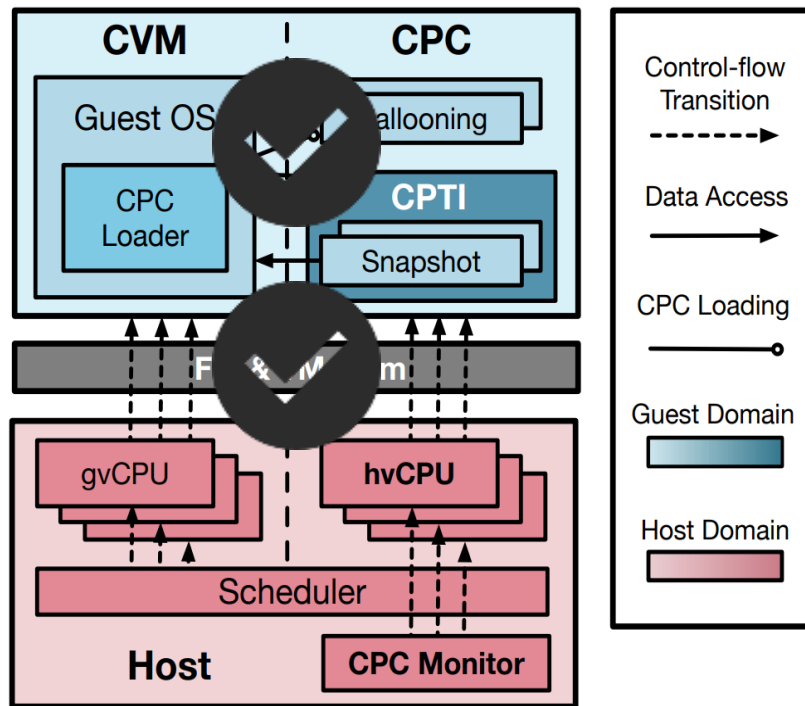 CVM
CPC
Guest OS
allooning
CPC
Loader
CPTI
Snapshot
gvCPU
hvCPU
Scheduler
Host
CPC Monitor
Control-flow
Transition
Data Access
CPC Loading
Guest Domain
Host Domain